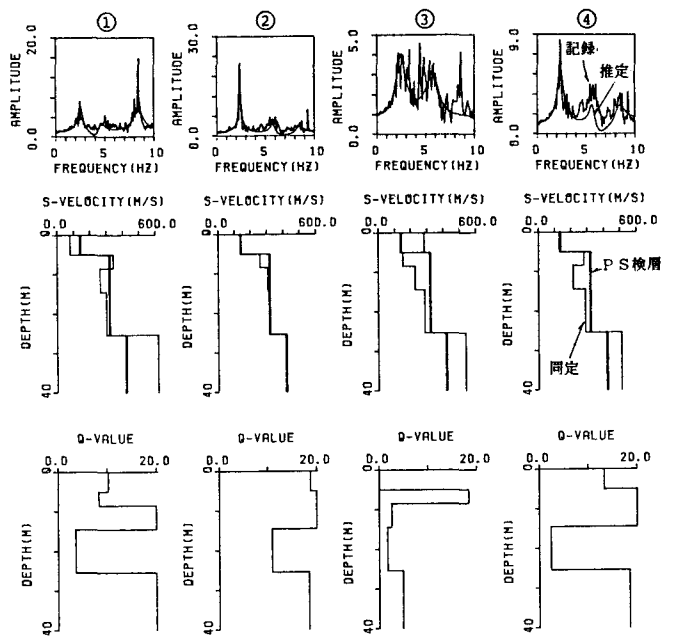 ① ② ③ ④
20.0 30.0 5.0 9.0
AMPLITUDE AMPLITUDE AMPLITUDE AMPLITUDE
記録
推定
0.0 0.0 0.0 0.0
0 5 10 0 5 10 0 5 10 0 5 10
FREQUENCY(HZ) FREQUENCY(HZ) FREQUENCY(HZ) FREQUENCY(HZ)
S-VELOCITY(M/S) S-VELOCITY(M/S) S-VELOCITY(M/S) S-VELOCITY(M/S)
0.0 600.0 0.0 600.0 0.0 600.0 0.0 600.0
0 0 0 0
DEPTH(M) DEPTH(M) DEPTH(M) DEPTH(M)
PS検層
同定
40 40 40 40
Q-VALUE Q-VALUE Q-VALUE Q-VALUE
0.0 20.0 0.0 20.0 0.0 20.0 0.0 20.0
0 0 0 0
DEPTH(M) DEPTH(M) DEPTH(M) DEPTH(M)
40 40 40 40